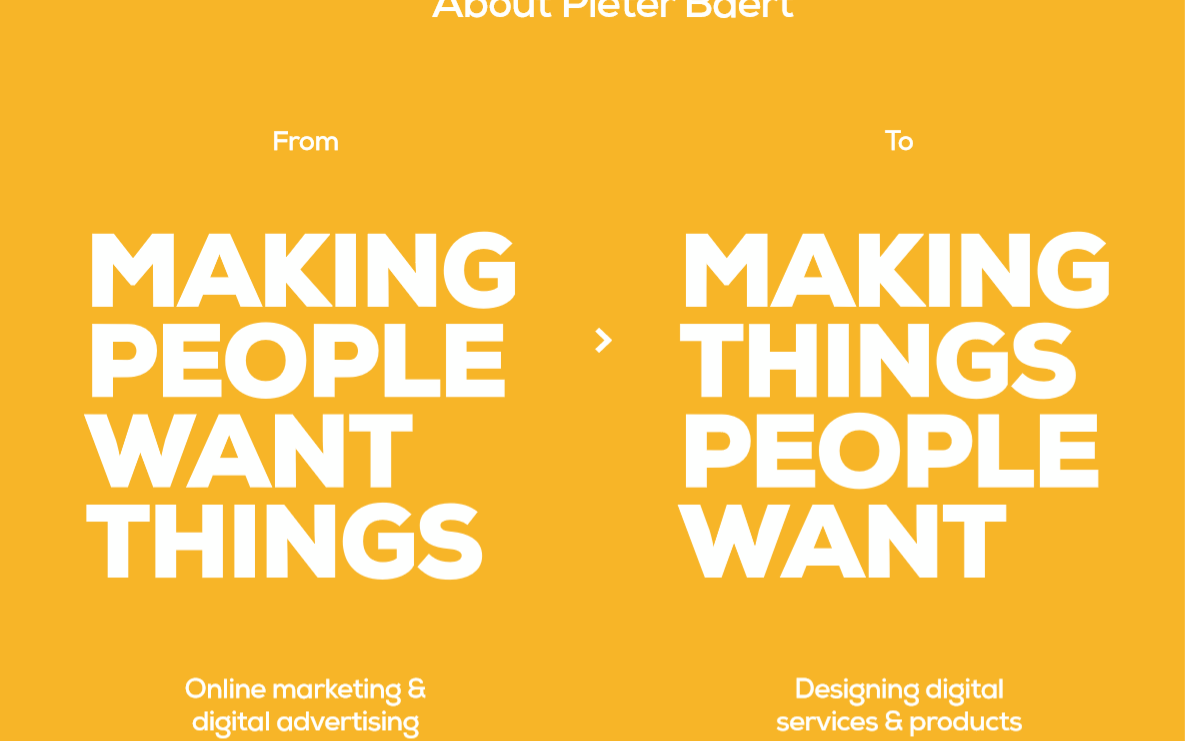 About Pieter Baert
From
To
MAKING
PEOPLE
WANT
THINGS
>
MAKING
THINGS
PEOPLE
WANT
Online marketing &
digital advertising
Designing digital
services & products